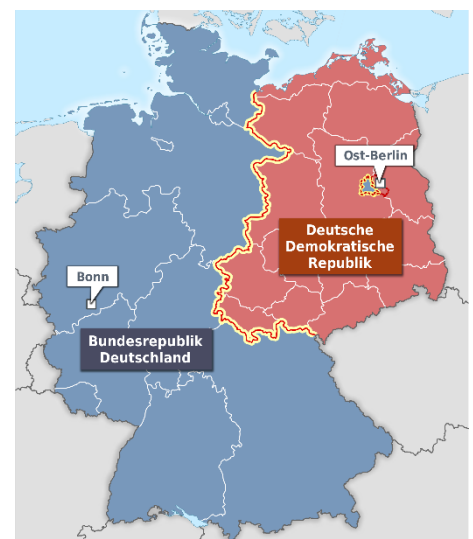 Ost-Berlin
Deutsche
Demokratische
Republik
Bonn
Bundesrepublik
Deutschland